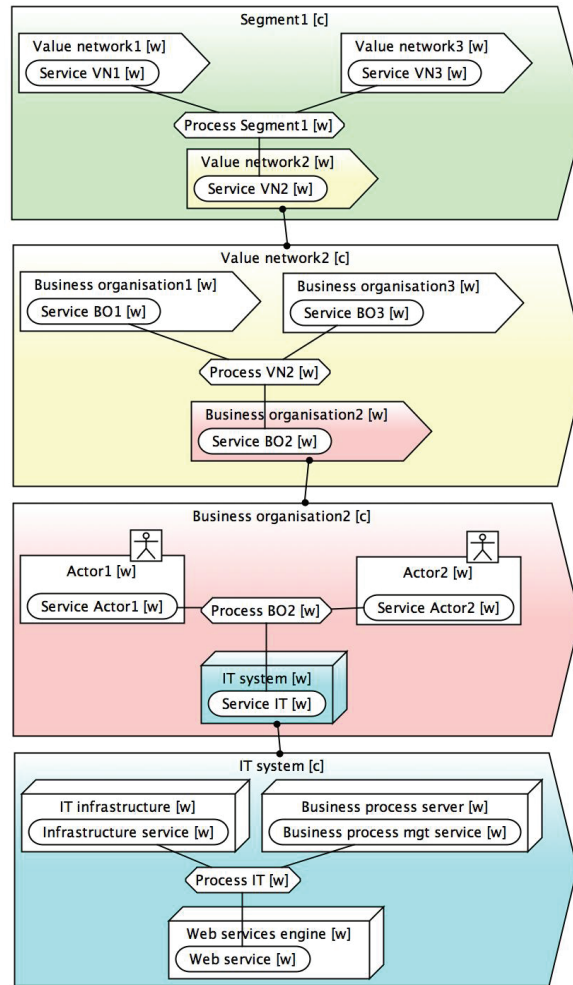 Segment1 [c]
Value network1 [w]
Service VN1 [w]
Value network3 [w]
Service VN3 [w]
Process Segment1 [w]
Value network2 [w]
Service VN2 [w]
Value network2 [c]
Business organisation1 [w]
Service BO1 [w]
Business organisation3 [w]
Service BO3 [w]
Process VN2 [w]
Business organisation2 [w]
Service BO2 [w]
Business organisation2 [c]
Actor1 [w]
Service Actor1 [w]
Actor2 [w]
Service Actor2 [w]
Process BO2 [w]
IT system [w]
Service IT [w]
IT system [c]
IT infrastructure [w]
Infrastructure service [w]
Business process server [w]
Business process mgt service [w]
Process IT [w]
Web services engine [w]
Web service [w]